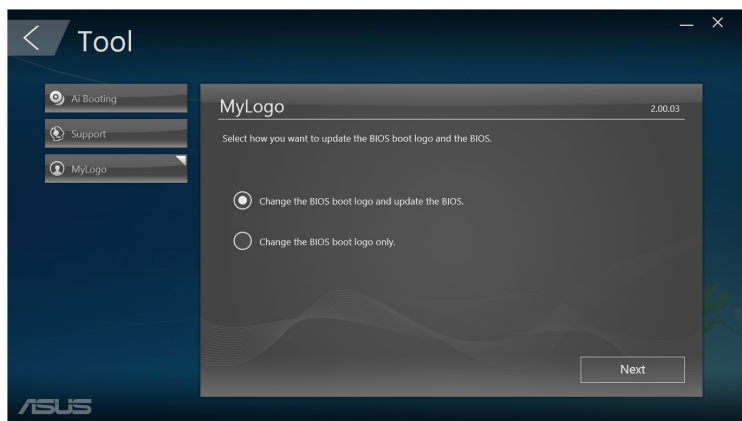 Tool
Ai Booting
Support
MyLogo
MyLogo
2.00.03
Select how you want to update the BIOS boot logo and the BIOS.
Change the BIOS boot logo and update the BIOS.
Change the BIOS boot logo only.
Next
ASUS